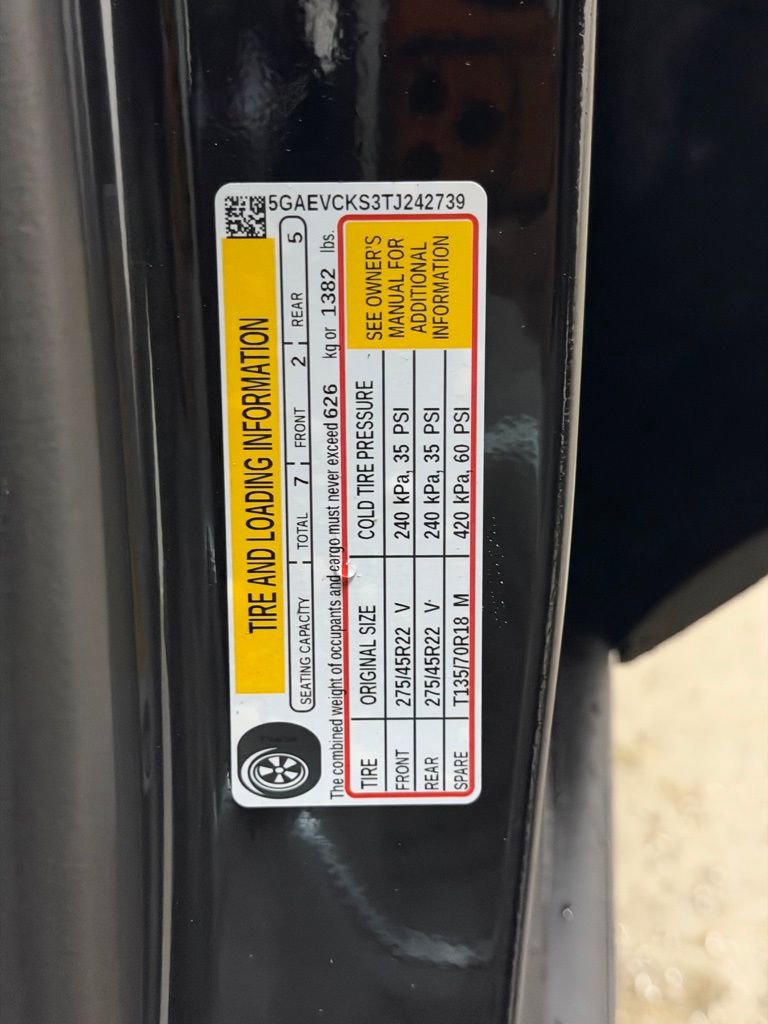 5GAEVCKS3TJ242739
TIRE AND LOADING INFORMATION
SEATING CAPACITY TOTAL 7 FRONT 2 REAR 5
The combined weight of occupants and cargo must never exceed 626 kg or 1382 lbs.
TIRE ORIGINAL SIZE COLD TIRE PRESSURE
FRONT 275/45R22 V 240 kPa, 35 PSI
REAR 275/45R22 V 240 kPa, 35 PSI
SPARE T135/70R18 M 420 kPa, 60 PSI
SEE OWNER'S
MANUAL FOR
ADDITIONAL
INFORMATION